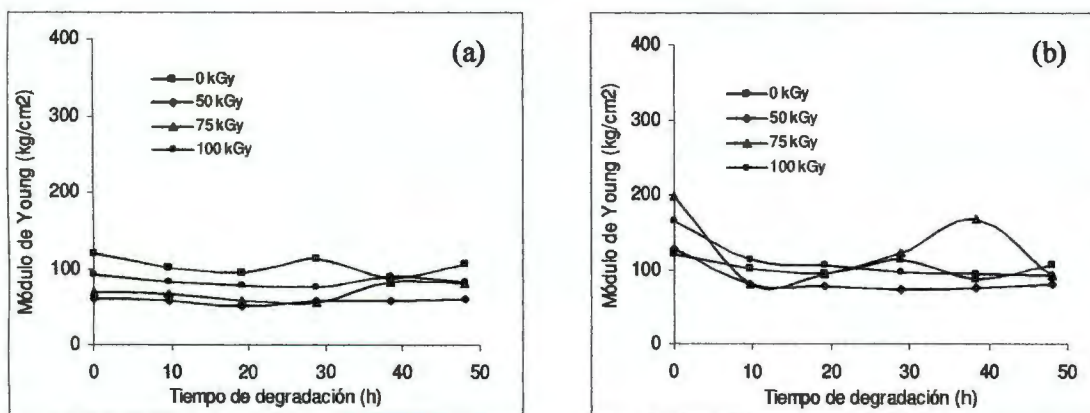 (a)
Módulo de Young (kg/cm2)
400
300
200
100
0
0 kGy
50 kGy
75 kGy
100 kGy
0 10 20 30 40 50
Tiempo de degradación (h)
(b)
Módulo de Young (kg/cm2)
400
300
200
100
0
0 kGy
50 kGy
75 kGy
100 kGy
0 10 20 30 40 50
Tiempo de degradación (h)